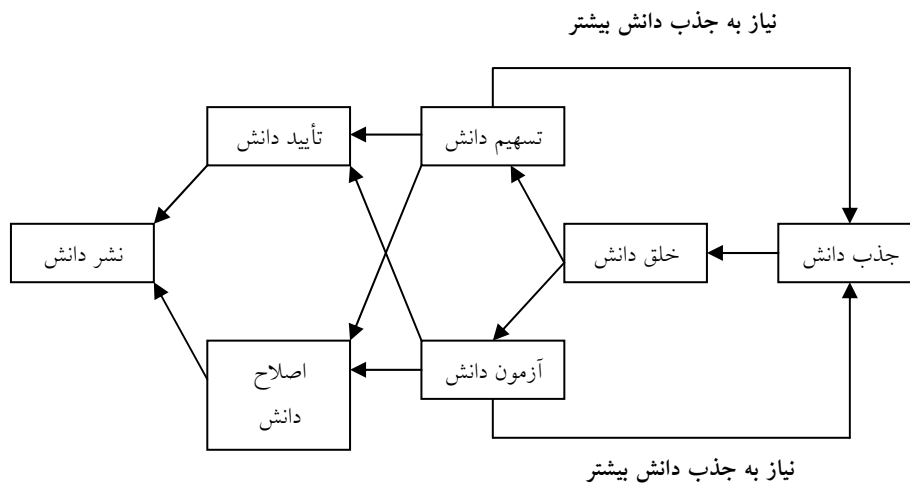 نیاز به جذب دانش بیشتر
تسهیم دانش
تأیید دانش
جذب دانش
خلق دانش
نشر دانش
آزمون دانش
اصلاح
دانش
نیاز به جذب دانش بیشتر